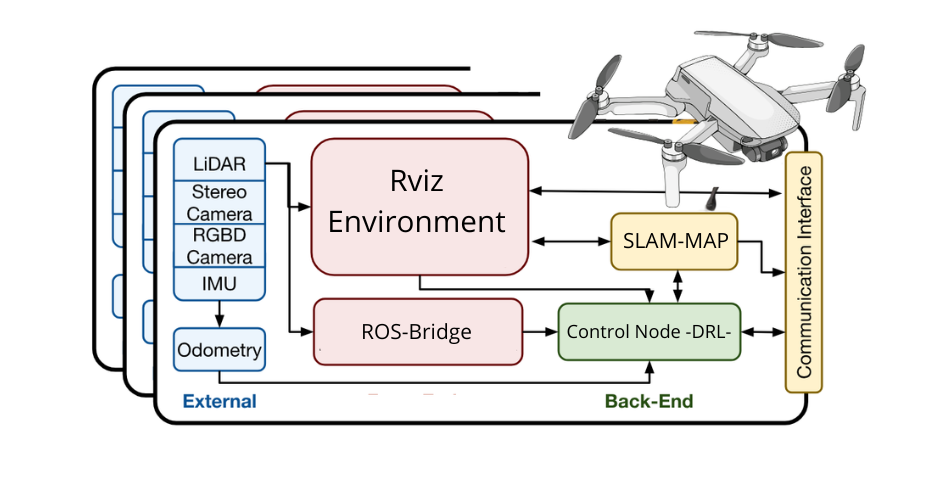 LiDAR
Stereo
Camera
RGBD
Camera
IMU
Odometry
External
Rviz
Environment
ROS-Bridge
SLAM-MAP
Control Node -DRL-
Back-End
Communication Interface